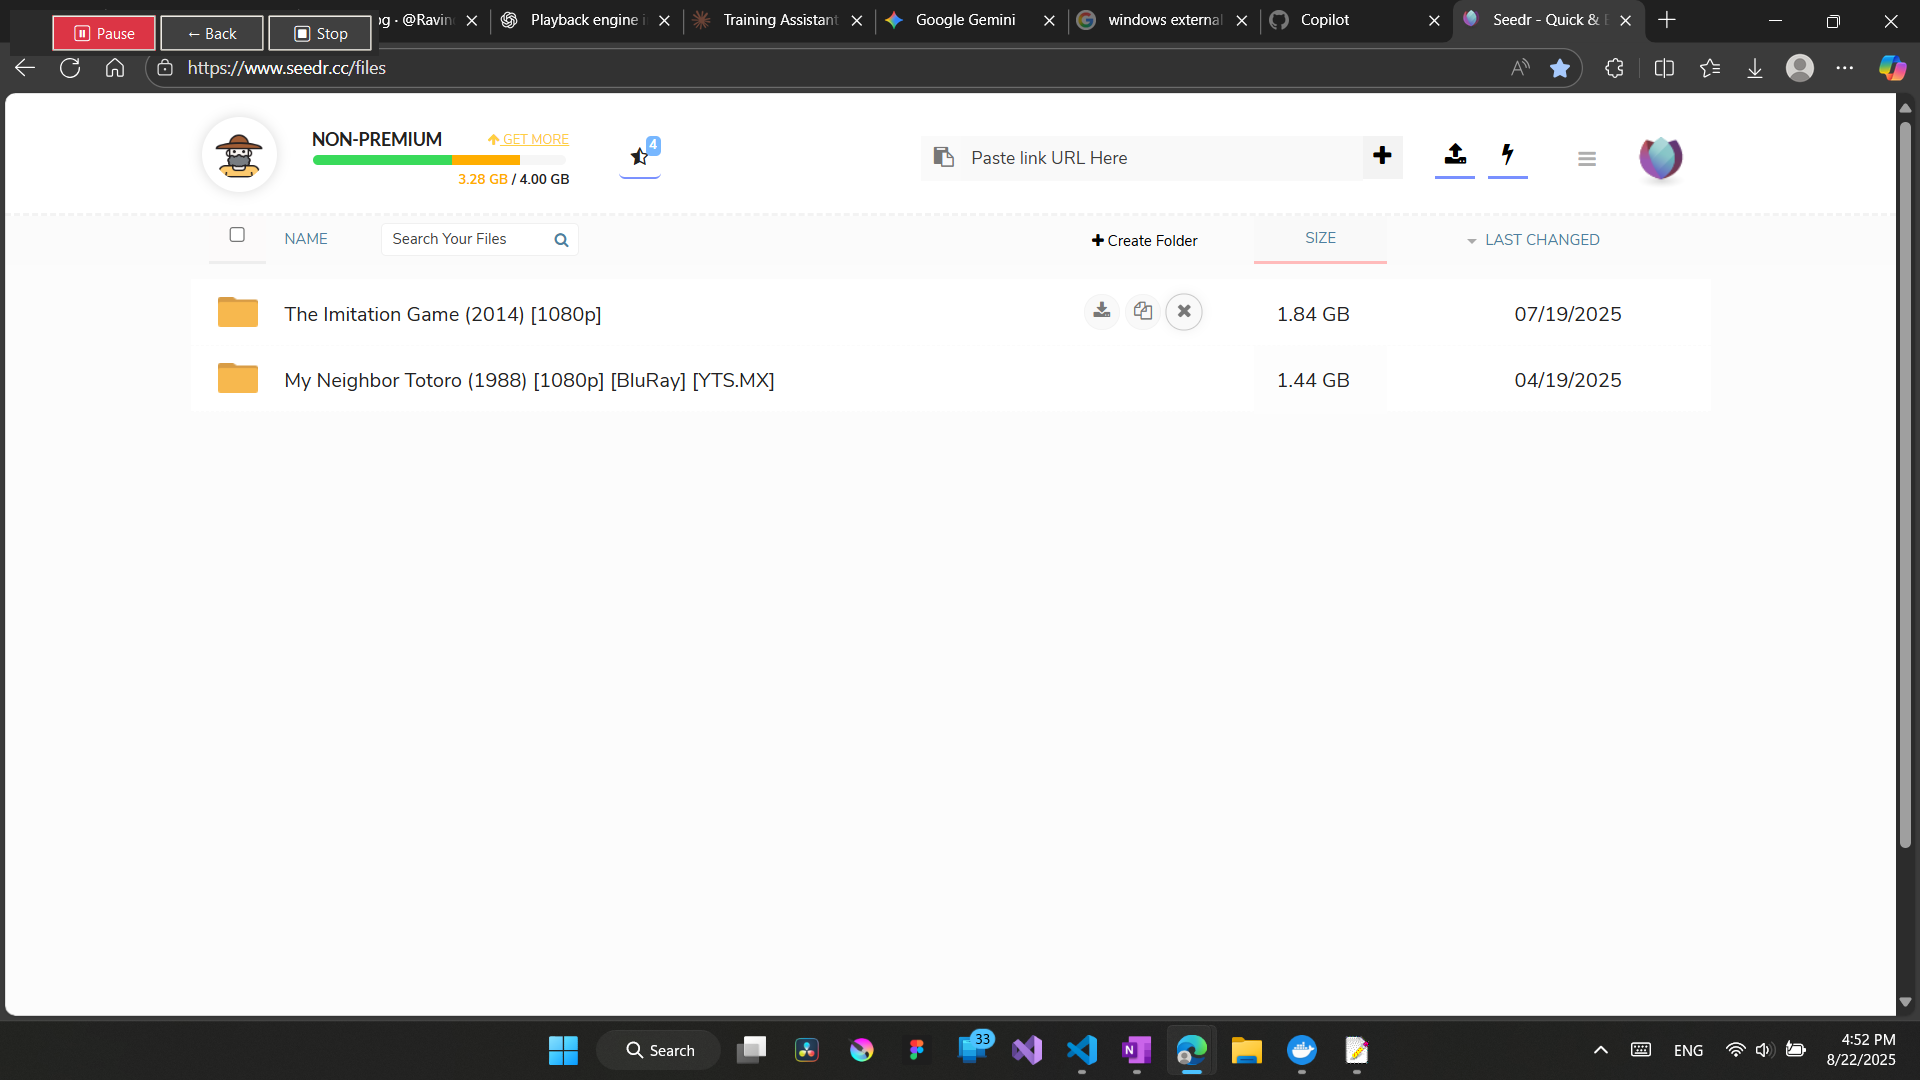 Pause
← Back
Stop
og · @Ravin
Playback engine i
Training Assistant
Google Gemini
windows external
Copilot
Seedr - Quick &
https://www.seedr.cc/files
NON-PREMIUM
GET MORE
3.28 GB / 4.00 GB
4
Paste link URL Here
NAME
Search Your Files
Create Folder
SIZE
LAST CHANGED
The Imitation Game (2014) [1080p]
1.84 GB
07/19/2025
My Neighbor Totoro (1988) [1080p] [BluRay] [YTS.MX]
1.44 GB
04/19/2025
Search
33
ENG
4:52 PM
8/22/2025